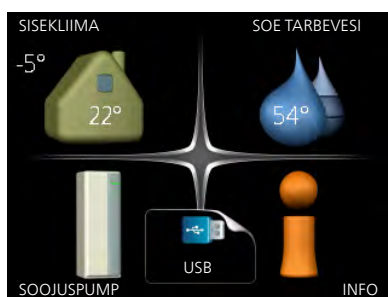 SISEKLIIMA
SOE TARBEVESI
-5°
22°
54°
USB
SOOJUSPUMP
INFO